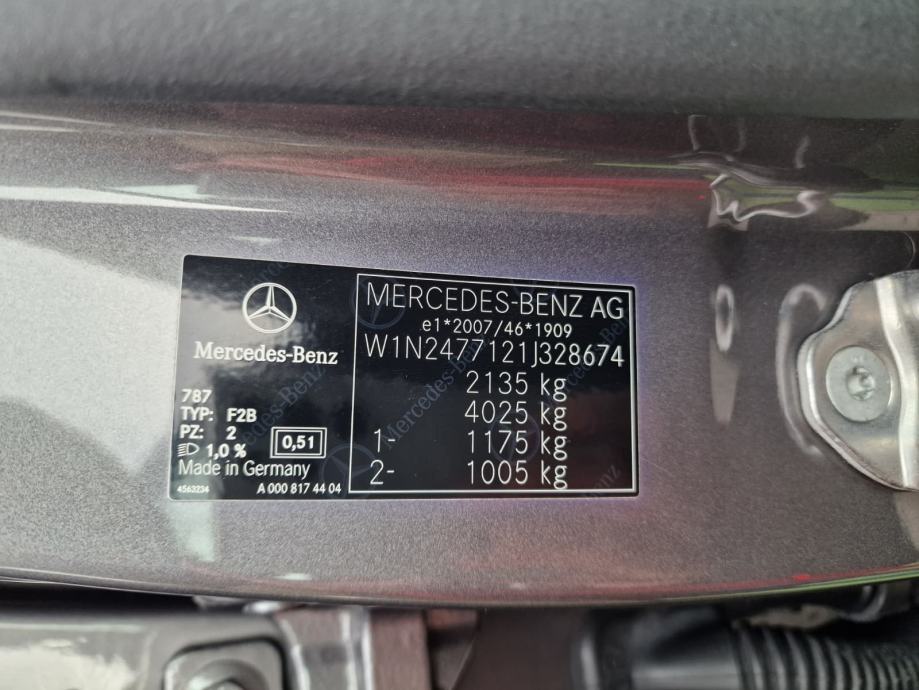 Mercedes-Benz
787
TYP: F2B
PZ: 2
1,0 %
0,51
Made in Germany
4563234
A 000 817 44 04
MERCEDES-BENZ AG
e1*2007/46*1909
W1N2477121J328674
2135 kg
4025 kg
1- 1175 kg
2- 1005 kg